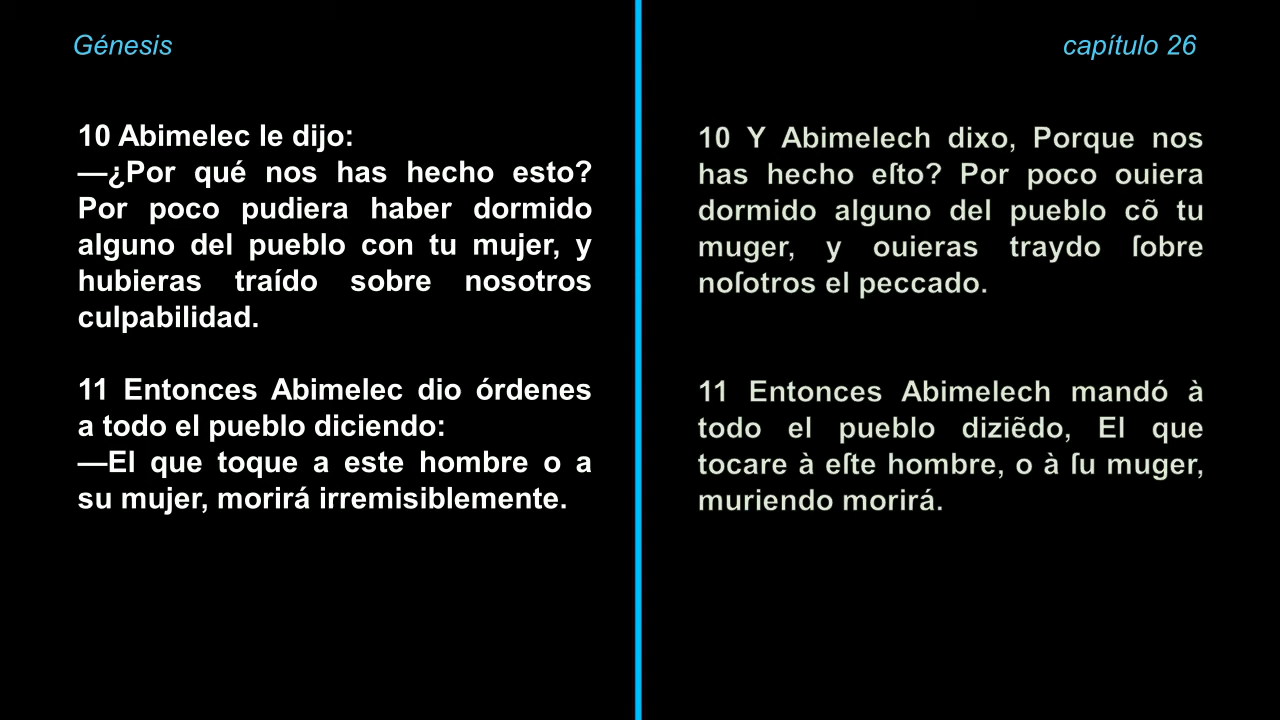 Génesis
capítulo 26
10 Abimelec le dijo:
—¿Por qué nos has hecho esto?
Por poco pudiera haber dormido
alguno del pueblo con tu mujer, y
hubieras traído sobre nosotros
culpabilidad.
11 Entonces Abimelec dio órdenes
a todo el pueblo diciendo:
—El que toque a este hombre o a
su mujer, morirá irremisiblemente.
10 Y Abimelech dixo, Porque nos
has hecho eſto? Por poco ouiera
dormido alguno del pueblo cõ tu
muger, y ouieras traydo ſobre
noſotros el peccado.
11 Entonces Abimelech mandó à
todo el pueblo diziẽdo, El que
tocare à eſte hombre, o à ſu muger,
muriendo morirá.